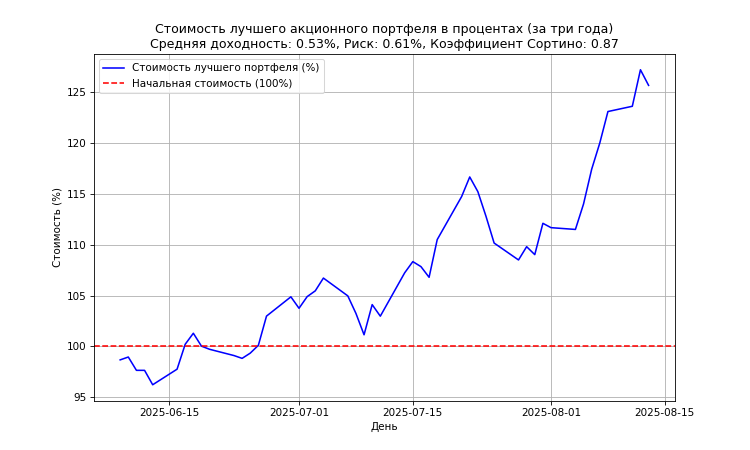 Стоимость лучшего акционного портфеля в процентах (за три года)
Средняя доходность: 0.53%, Риск: 0.61%, Коэффициент Сортино: 0.87
Стоимость лучшего портфеля (%)
Начальная стоимость (100%)
Стоимость (%)
125
120
115
110
105
100
95
2025-06-15
2025-07-01
2025-07-15
2025-08-01
2025-08-15
День